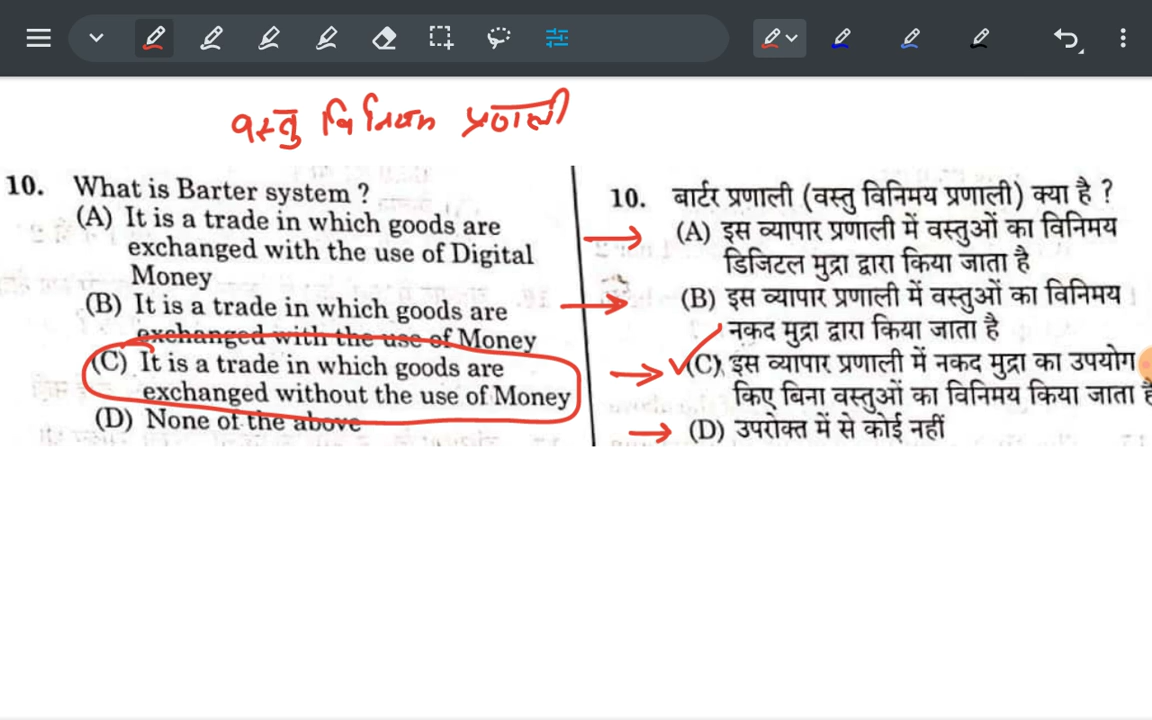 वस्तु विनिमय प्रणाली
10. What is Barter system ?
(A) It is a trade in which goods are
exchanged with the use of Digital
Money
(B) It is a trade in which goods are
exchanged with the use of Money
(C) It is a trade in which goods are
exchanged without the use of Money
(D) None of the above
10. बार्टर प्रणाली (वस्तु विनिमय प्रणाली) क्या है ?
(A) इस व्यापार प्रणाली में वस्तुओं का विनिमय
डिजिटल मुद्रा द्वारा किया जाता है
(B) इस व्यापार प्रणाली में वस्तुओं का विनिमय
नकद मुद्रा द्वारा किया जाता है
(C) इस व्यापार प्रणाली में नकद मुद्रा का उपयोग
किए बिना वस्तुओं का विनिमय किया जाता है
(D) उपरोक्त में से कोई नहीं